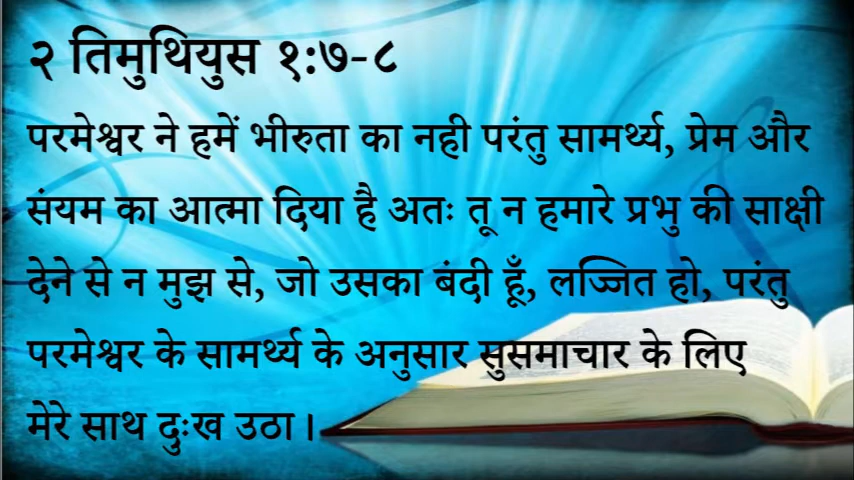 २ तिमुथियुस १:७-८
परमेश्वर ने हमें भीरुता का नही परंतु सामर्थ्य, प्रेम और
संयम का आत्मा दिया है अतः तू न हमारे प्रभु की साक्षी
देने से न मुझ से, जो उसका बंदी हूँ, लज्जित हो, परंतु
परमेश्वर के सामर्थ्य के अनुसार सुसमाचार के लिए
मेरे साथ दुःख उठा।